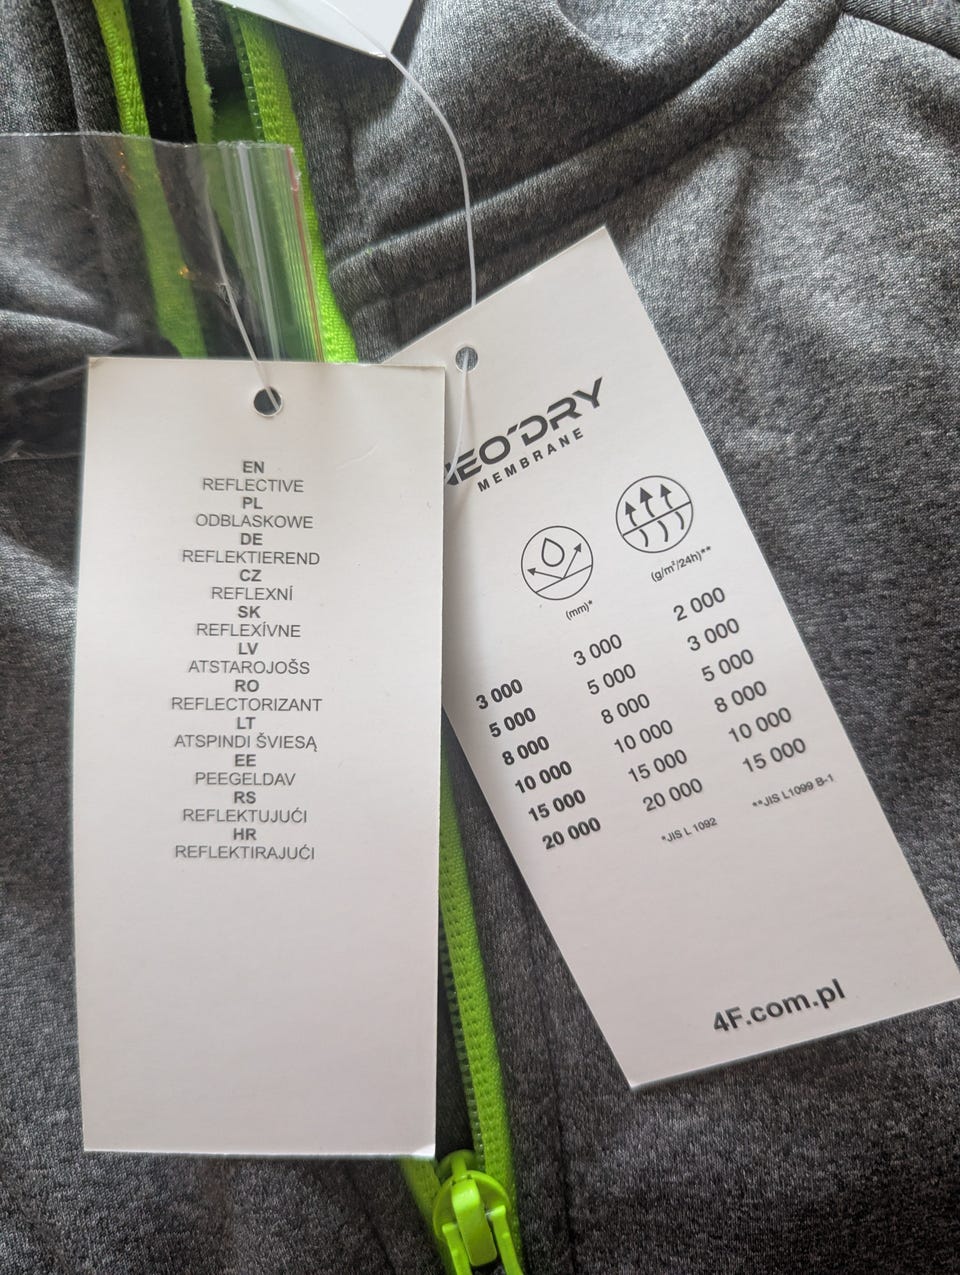 EN
REFLECTIVE
PL
ODBLASKOWE
DE
REFLEKTIEREND
CZ
REFLEXNÍ
SK
REFLEXÍVNE
LV
ATSTAROJOŠS
RO
REFLECTORIZANT
LT
ATSPINDI ŠVIESĄ
EE
PEEGELDAV
RS
REFLEKTUJUĆI
HR
REFLEKTIRAJUĆI
NEO'DRY
MEMBRANE
(mm)* (g/m²/24h)**
3 000 3 000 2 000
5 000 5 000 3 000
8 000 8 000 5 000
10 000 10 000 8 000
15 000 15 000 10 000
20 000 20 000 15 000
*JIS L 1092 **JIS L1099 B-1
4F.com.pl